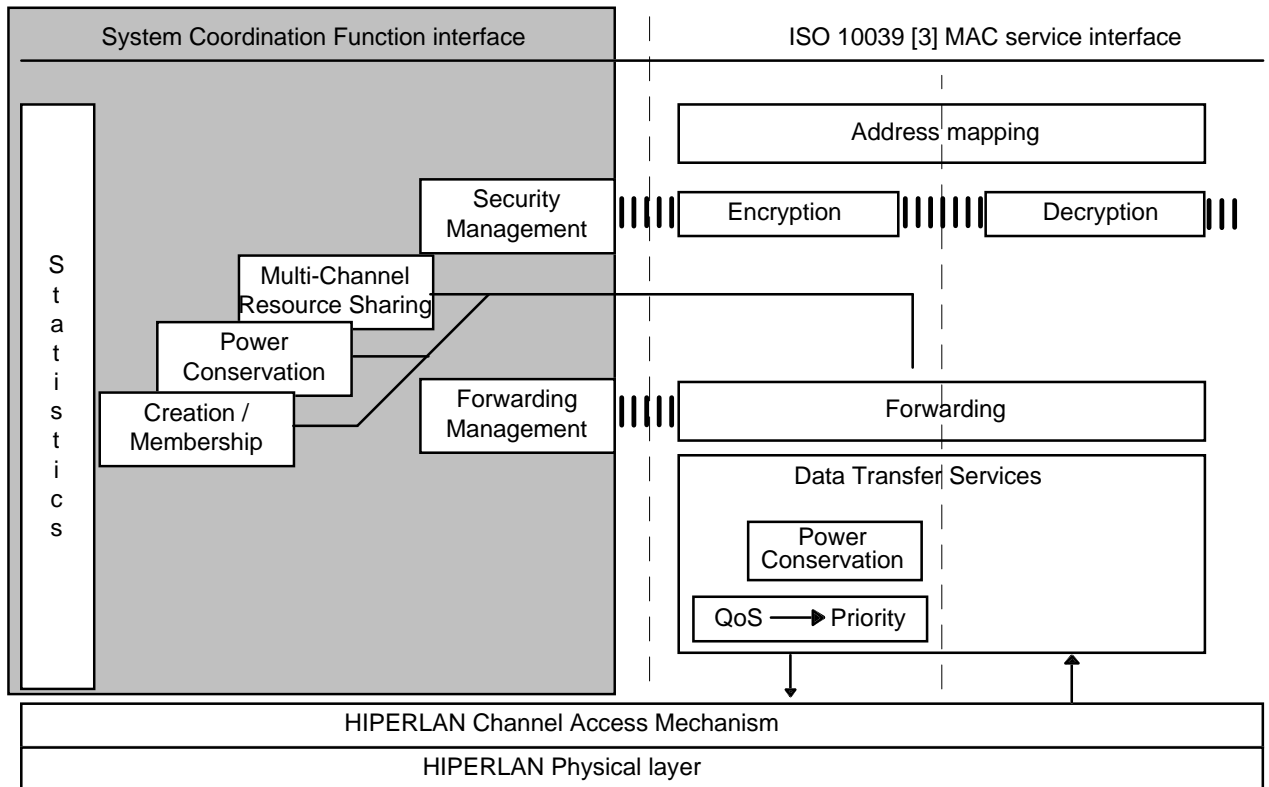 System Coordination Function interface
ISO 10039 [3] MAC service interface
Statistics
Address mapping
Security
Management
Encryption
Decryption
Multi-Channel
Resource Sharing
Power
Conservation
Creation /
Membership
Forwarding
Management
Forwarding
Data Transfer Services
Power
Conservation
QoS Priority
HIPERLAN Channel Access Mechanism
HIPERLAN Physical layer